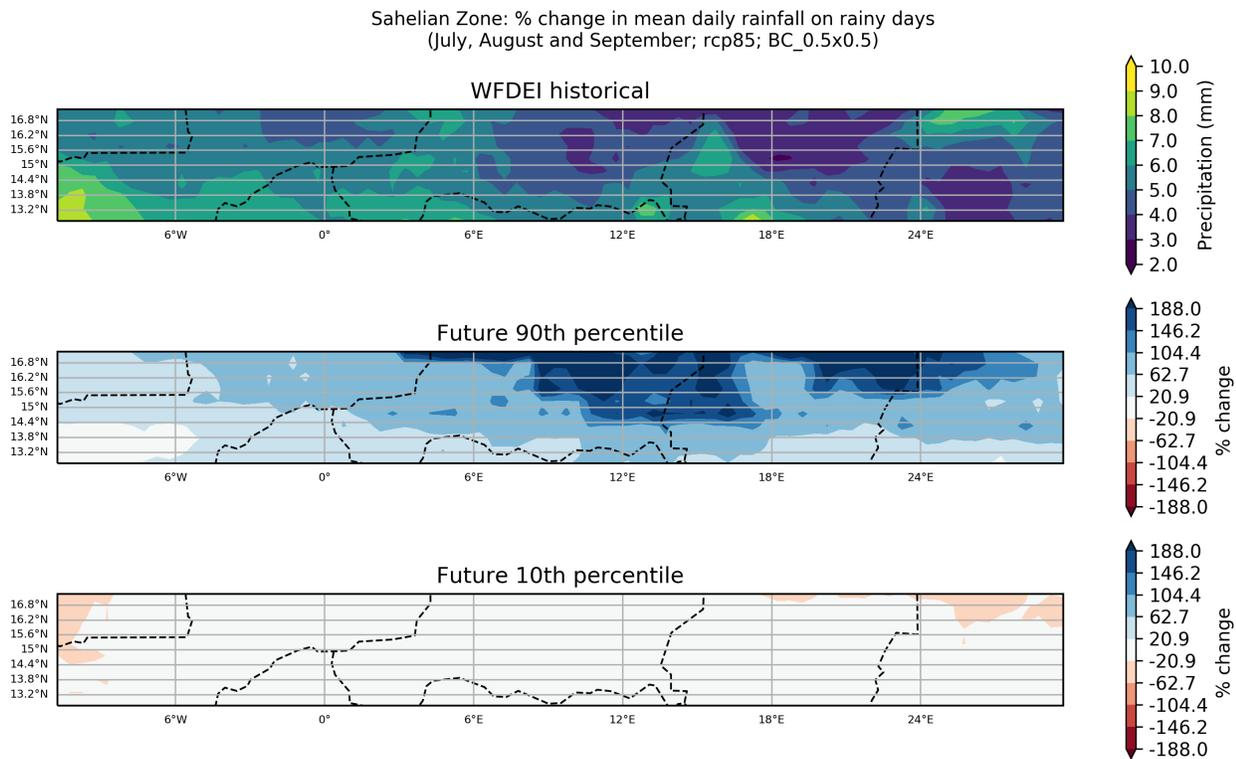 Sahelian Zone: % change in mean daily rainfall on rainy days
(July, August and September; rcp85; BC_0.5x0.5)
WFDEI historical
16.8°N
16.2°N
15.6°N
15°N
14.4°N
13.8°N
13.2°N
6°W 0° 6°E 12°E 18°E 24°E
10.0
9.0
8.0
7.0
6.0
5.0
4.0
3.0
2.0
Precipitation (mm)
Future 90th percentile
16.8°N
16.2°N
15.6°N
15°N
14.4°N
13.8°N
13.2°N
6°W 0° 6°E 12°E 18°E 24°E
188.0
146.2
104.4
62.7
20.9
-20.9
-62.7
-104.4
-146.2
-188.0
% change
Future 10th percentile
16.8°N
16.2°N
15.6°N
15°N
14.4°N
13.8°N
13.2°N
6°W 0° 6°E 12°E 18°E 24°E
188.0
146.2
104.4
62.7
20.9
-20.9
-62.7
-104.4
-146.2
-188.0
% change